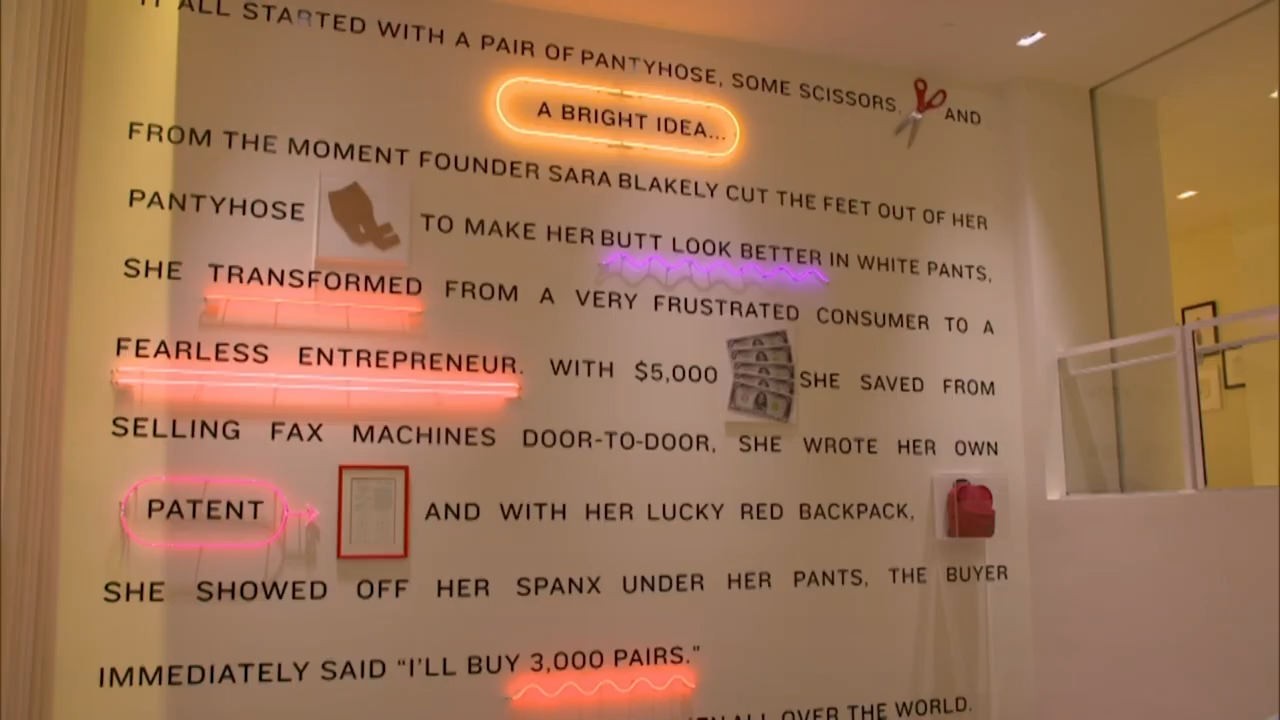 IT ALL STARTED WITH A PAIR OF PANTYHOSE, SOME SCISSORS, AND
A BRIGHT IDEA...
FROM THE MOMENT FOUNDER SARA BLAKELY CUT THE FEET OUT OF HER
PANTYHOSE TO MAKE HER BUTT LOOK BETTER IN WHITE PANTS,
SHE TRANSFORMED FROM A VERY FRUSTRATED CONSUMER TO A
FEARLESS ENTREPRENEUR. WITH $5,000 SHE SAVED FROM
SELLING FAX MACHINES DOOR-TO-DOOR, SHE WROTE HER OWN
PATENT AND WITH HER LUCKY RED BACKPACK,
SHE SHOWED OFF HER SPANX UNDER HER PANTS, THE BUYER
IMMEDIATELY SAID “I'LL BUY 3,000 PAIRS.”
ALL OVER THE WORLD.